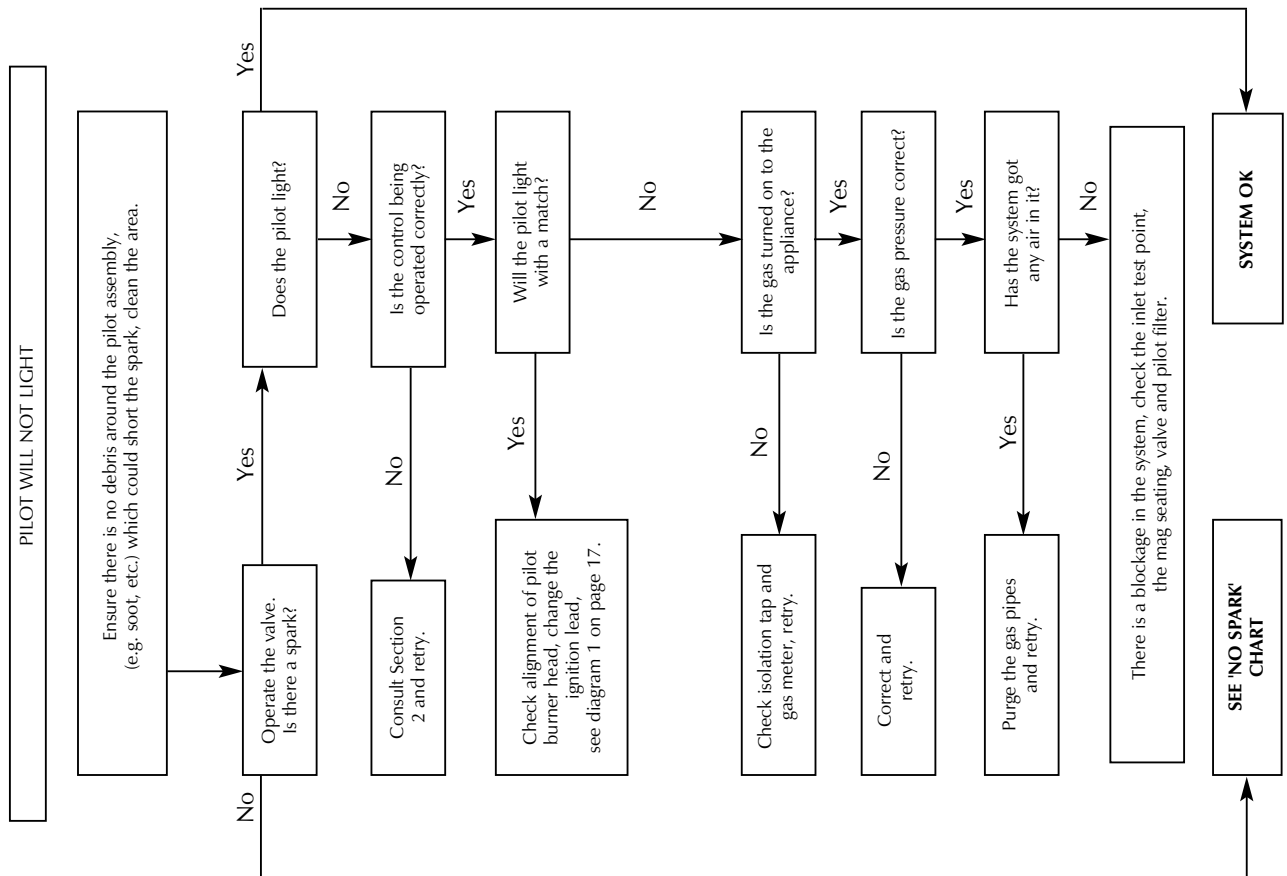 PILOT WILL NOT LIGHT
Ensure there is no debris around the pilot assembly,
(e.g. soot, etc.) which could short the spark, clean the area.
Operate the valve.
Is there a spark?
No
Yes
Does the pilot light?
Yes
No
Is the control being
operated correctly?
No
Consult Section
2 and retry.
Yes
Will the pilot light
with a match?
Yes
Check alignment of pilot
burner head, change the
ignition lead,
see diagram 1 on page 17.
No
Is the gas turned on to the
appliance?
No
Check isolation tap and
gas meter, retry.
Yes
Is the gas pressure correct?
No
Correct and
retry.
Yes
Has the system got
any air in it?
Yes
Purge the gas pipes
and retry.
No
There is a blockage in the system, check the inlet test point,
the mag seating, valve and pilot filter.
SEE 'NO SPARK'
CHART
SYSTEM OK